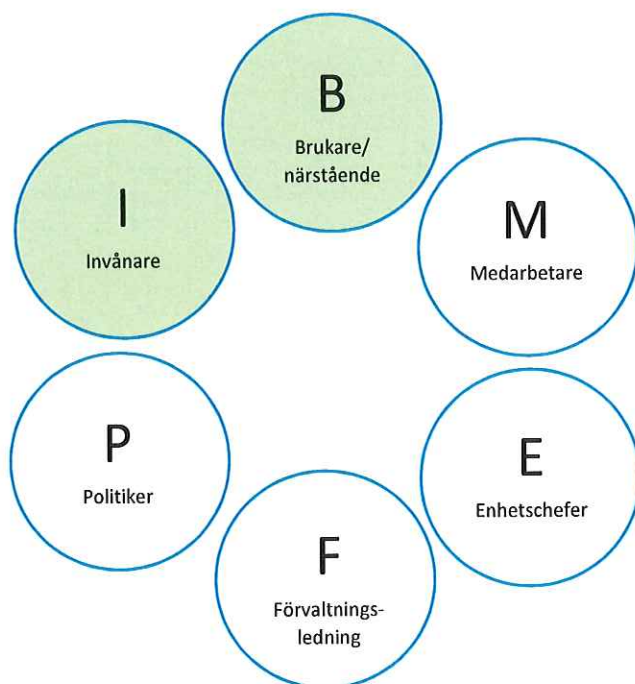 B
Brukare/
närstående
I
Invånare
M
Medarbetare
P
Politiker
E
Enhetschefer
F
Förvaltnings-
ledning